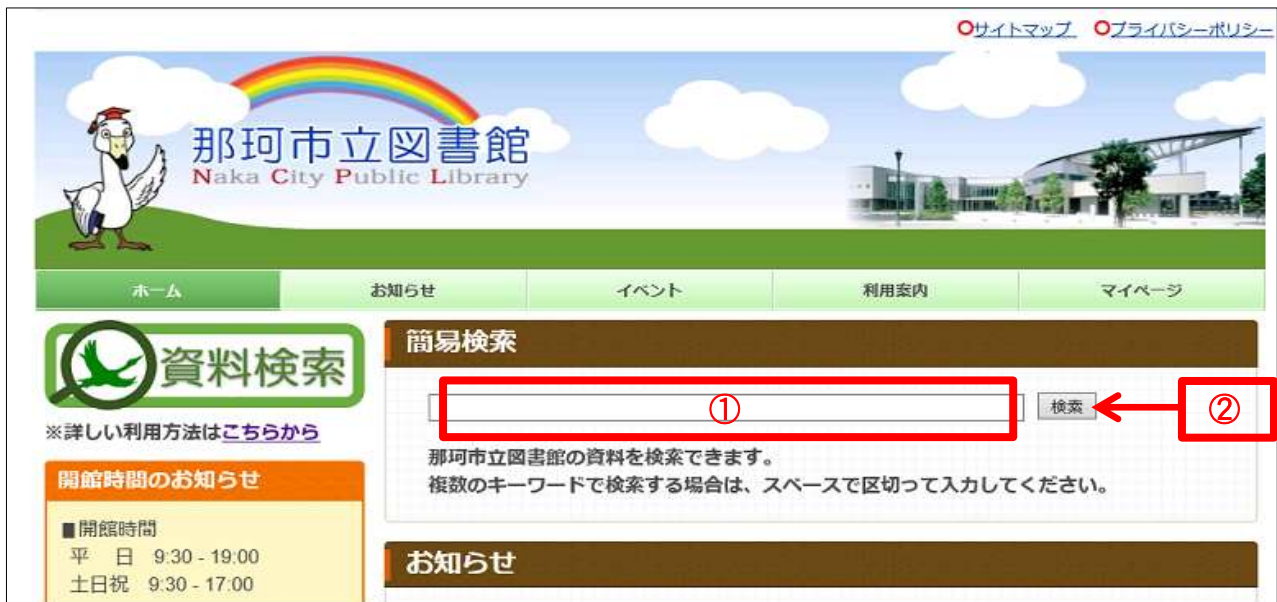 サイトマップ プライバシーポリシー
那珂市立図書館
Naka City Public Library
ホーム お知らせ イベント 利用案内 マイページ
資料検索
※詳しい利用方法はこちらから
開館時間のお知らせ
■開館時間
平　日 9:30 - 19:00
土日祝 9:30 - 17:00
簡易検索
① 検索 ②
那珂市立図書館の資料を検索できます。
複数のキーワードで検索する場合は、スペースで区切って入力してください。
お知らせ